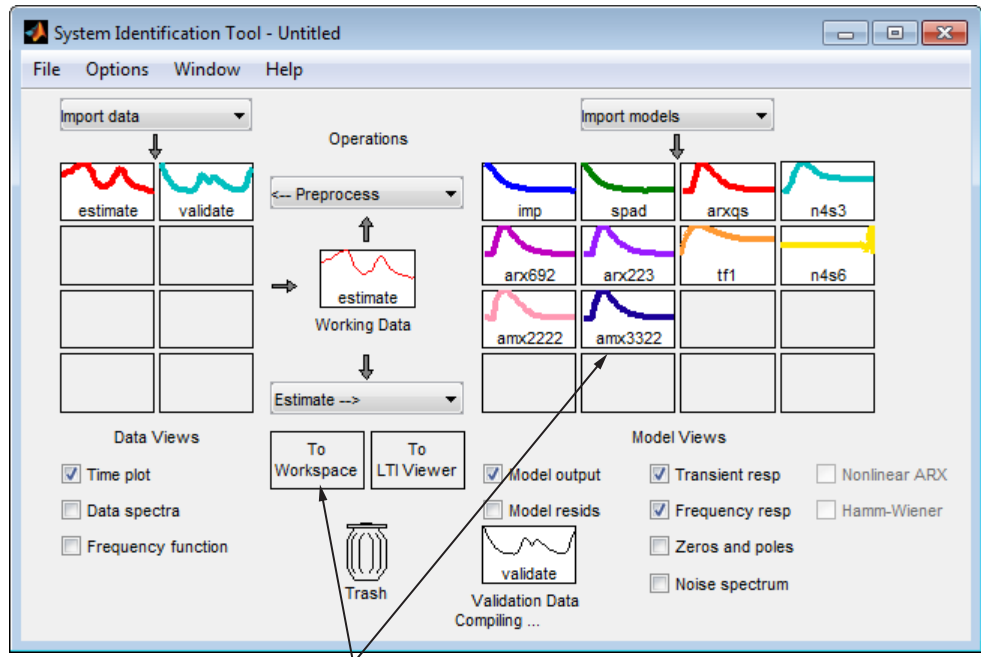 System Identification Tool - Untitled
File Options Window Help
Import data
Import models
Operations
estimate validate
<-- Preprocess
imp spad arxqs n4s3
arx692 arx223 tf1 n4s6
estimate
Working Data
amx2222 amx3322
Estimate -->
Data Views
To Workspace
To LTI Viewer
Model Views
Time plot
Data spectra
Frequency function
Trash
Model output
Model resids
validate
Validation Data
Compiling ...
Transient resp
Frequency resp
Zeros and poles
Noise spectrum
Nonlinear ARX
Hamm-Wiener